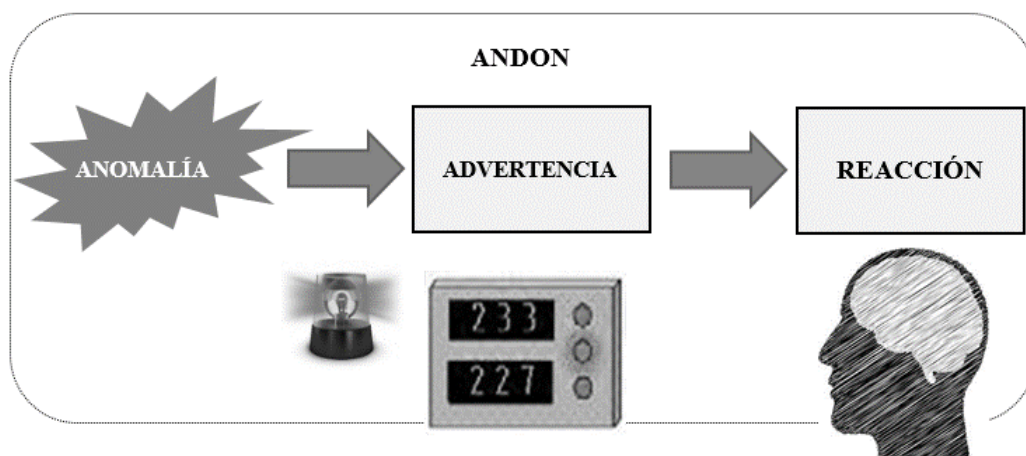 ANDON
ANOMALÍA
ADVERTENCIA
REACCIÓN
233
227